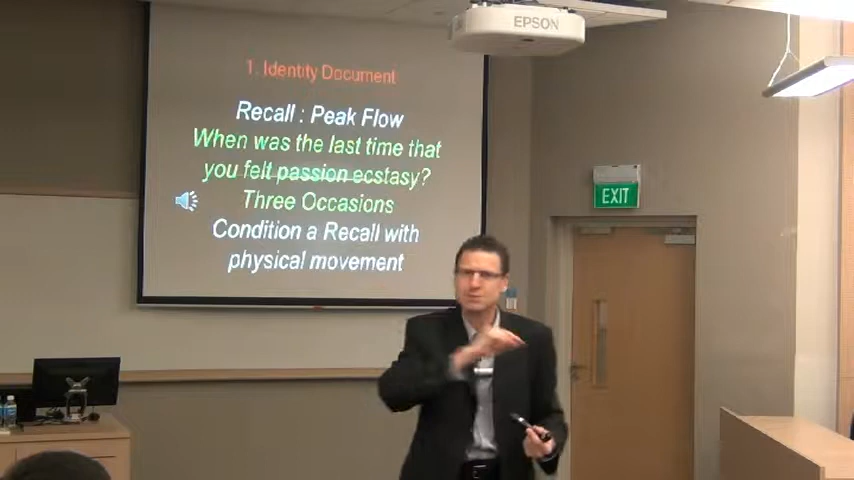 EPSON
1. Identity Document
Recall : Peak Flow
When was the last time that
you felt passion ecstasy?
Three Occasions
Condition a Recall with
physical movement
EXIT